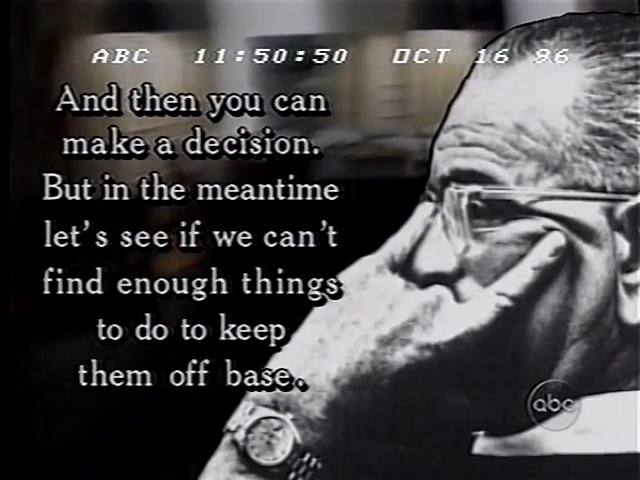 ABC 11:50:50 OCT 16 96
And then you can
make a decision.
But in the meantime
let's see if we can't
find enough things
to do to keep
them off base.
abc